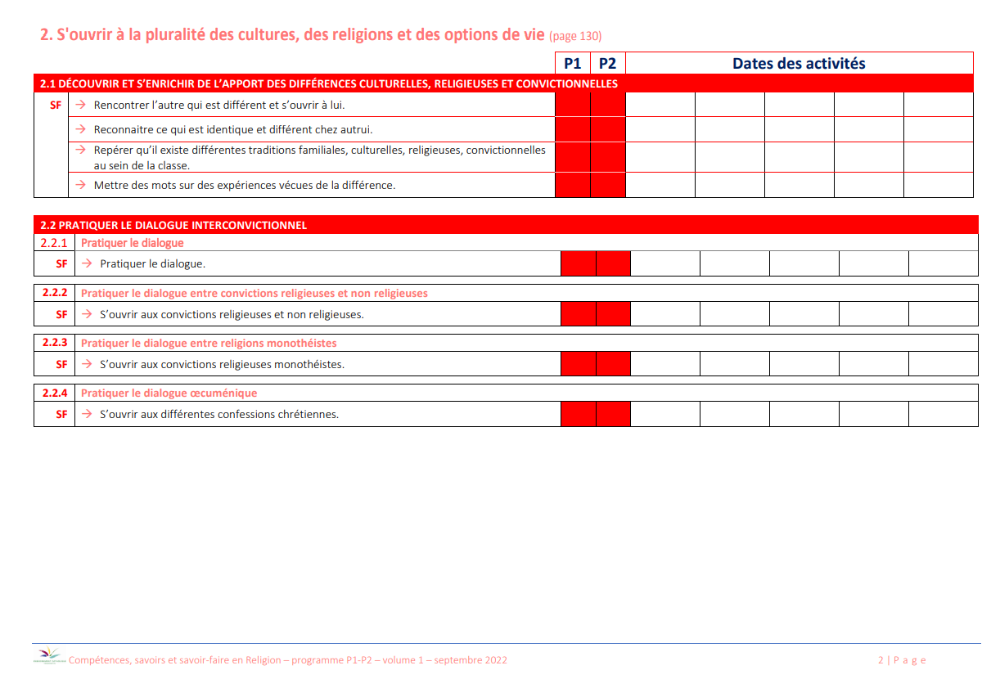 2. S'ouvrir à la pluralité des cultures, des religions et des options de vie (page 130)
P1 P2 Dates des activités
2.1 DÉCOUVRIR ET S’ENRICHIR DE L’APPORT DES DIFFÉRENCES CULTURELLES, RELIGIEUSES ET CONVICTIONNELLES
SF → Rencontrer l’autre qui est différent et s’ouvrir à lui.
→ Reconnaitre ce qui est identique et différent chez autrui.
→ Repérer qu’il existe différentes traditions familiales, culturelles, religieuses, convictionnelles
au sein de la classe.
→ Mettre des mots sur des expériences vécues de la différence.
2.2 PRATIQUER LE DIALOGUE INTERCONVICTIONNEL
2.2.1 Pratiquer le dialogue
SF → Pratiquer le dialogue.
2.2.2 Pratiquer le dialogue entre convictions religieuses et non religieuses
SF → S’ouvrir aux convictions religieuses et non religieuses.
2.2.3 Pratiquer le dialogue entre religions monothéistes
SF → S’ouvrir aux convictions religieuses monothéistes.
2.2.4 Pratiquer le dialogue œcuménique
SF → S’ouvrir aux différentes confessions chrétiennes.
Compétences, savoirs et savoir-faire en Religion – programme P1-P2 – volume 1 – septembre 2022
2 | P a g e